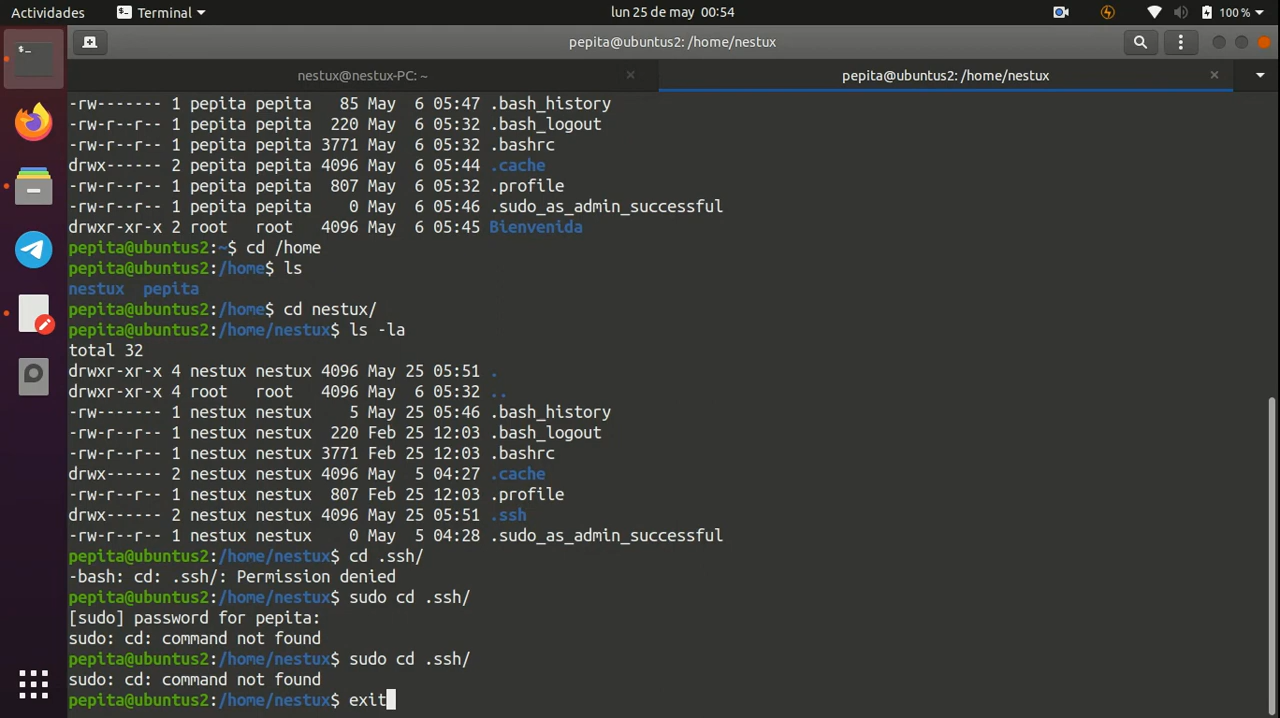 Actividades Terminal lun 25 de may 00:54 100 %
pepita@ubuntus2: /home/nestux
nestux@nestux-PC: ~ pepita@ubuntus2: /home/nestux
-rw------- 1 pepita pepita   85 May  6 05:47 .bash_history
-rw-r--r-- 1 pepita pepita  220 May  6 05:32 .bash_logout
-rw-r--r-- 1 pepita pepita 3771 May  6 05:32 .bashrc
drwx------ 2 pepita pepita 4096 May  6 05:44 .cache
-rw-r--r-- 1 pepita pepita  807 May  6 05:32 .profile
-rw-r--r-- 1 pepita pepita    0 May  6 05:46 .sudo_as_admin_successful
drwxr-xr-x 2 root   root   4096 May  6 05:45 Bienvenida
pepita@ubuntus2:~$ cd /home
pepita@ubuntus2:/home$ ls
nestux  pepita
pepita@ubuntus2:/home$ cd nestux/
pepita@ubuntus2:/home/nestux$ ls -la
total 32
drwxr-xr-x 4 nestux nestux 4096 May 25 05:51 .
drwxr-xr-x 4 root   root   4096 May  6 05:32 ..
-rw------- 1 nestux nestux    5 May 25 05:46 .bash_history
-rw-r--r-- 1 nestux nestux  220 Feb 25 12:03 .bash_logout
-rw-r--r-- 1 nestux nestux 3771 Feb 25 12:03 .bashrc
drwx------ 2 nestux nestux 4096 May  5 04:27 .cache
-rw-r--r-- 1 nestux nestux  807 Feb 25 12:03 .profile
drwx------ 2 nestux nestux 4096 May 25 05:51 .ssh
-rw-r--r-- 1 nestux nestux    0 May  5 04:28 .sudo_as_admin_successful
pepita@ubuntus2:/home/nestux$ cd .ssh/
-bash: cd: .ssh/: Permission denied
pepita@ubuntus2:/home/nestux$ sudo cd .ssh/
[sudo] password for pepita:
sudo: cd: command not found
pepita@ubuntus2:/home/nestux$ sudo cd .ssh/
sudo: cd: command not found
pepita@ubuntus2:/home/nestux$ exit